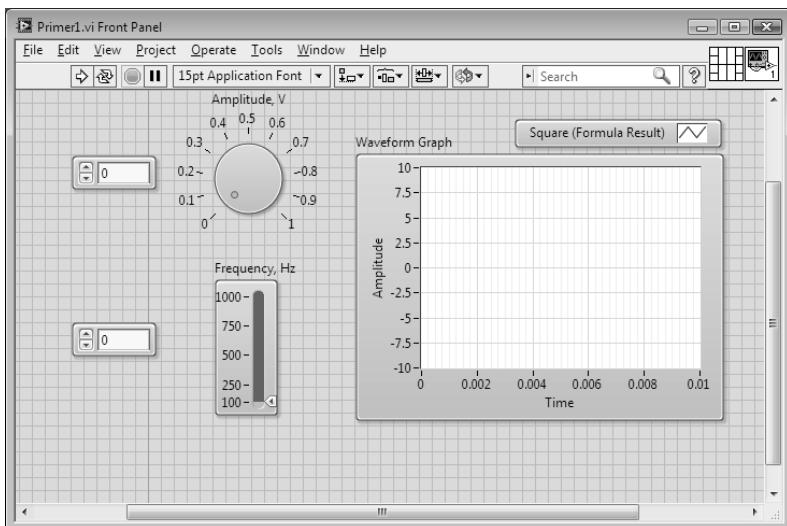 Primer1.vi Front Panel
File Edit View Project Operate Tools Window Help
15pt Application Font
Search
?
1
Amplitude, V
0
0.1
0.2
0.3
0.4
0.5
0.6
0.7
0.8
0.9
1
0
Frequency, Hz
1000
750
500
250
100
0
Waveform Graph
Square (Formula Result)
Amplitude
10
7.5
5
2.5
0
-2.5
-5
-7.5
-10
0 0.002 0.004 0.006 0.008 0.01
Time